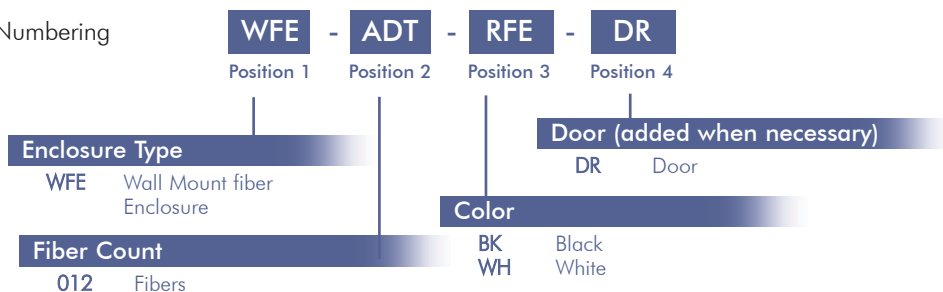 Numbering
WFE - ADT - RFE - DR
Position 1 Position 2 Position 3 Position 4
Door (added when necessary)
DR Door
Enclosure Type
WFE Wall Mount fiber
Enclosure
Color
BK Black
WH White
Fiber Count
012 Fibers